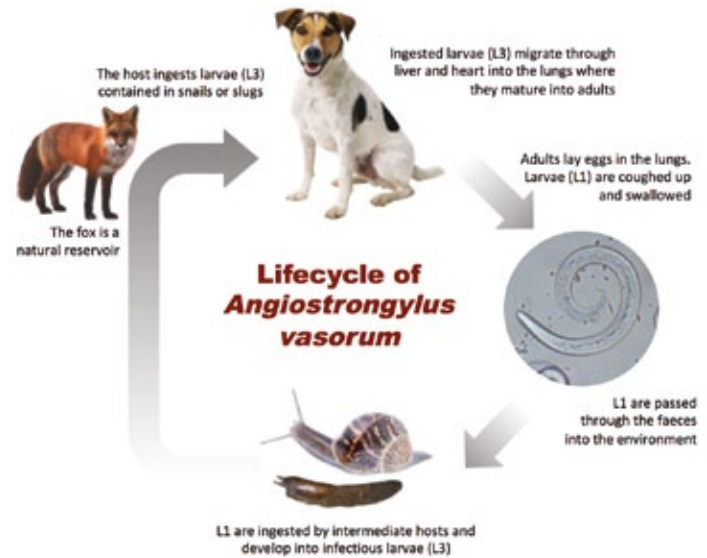 The host ingests larvae (L3)
contained in snails or slugs
Ingested larvae (L3) migrate through
liver and heart into the lungs where
they mature into adults
The fox is a
natural reservoir
Adults lay eggs in the lungs.
Larvae (L1) are coughed up
and swallowed
Lifecycle of
Angiostrongylus
vasorum
L1 are passed
through the faeces
into the environment
L1 are ingested by intermediate hosts and
develop into infectious larvae (L3)